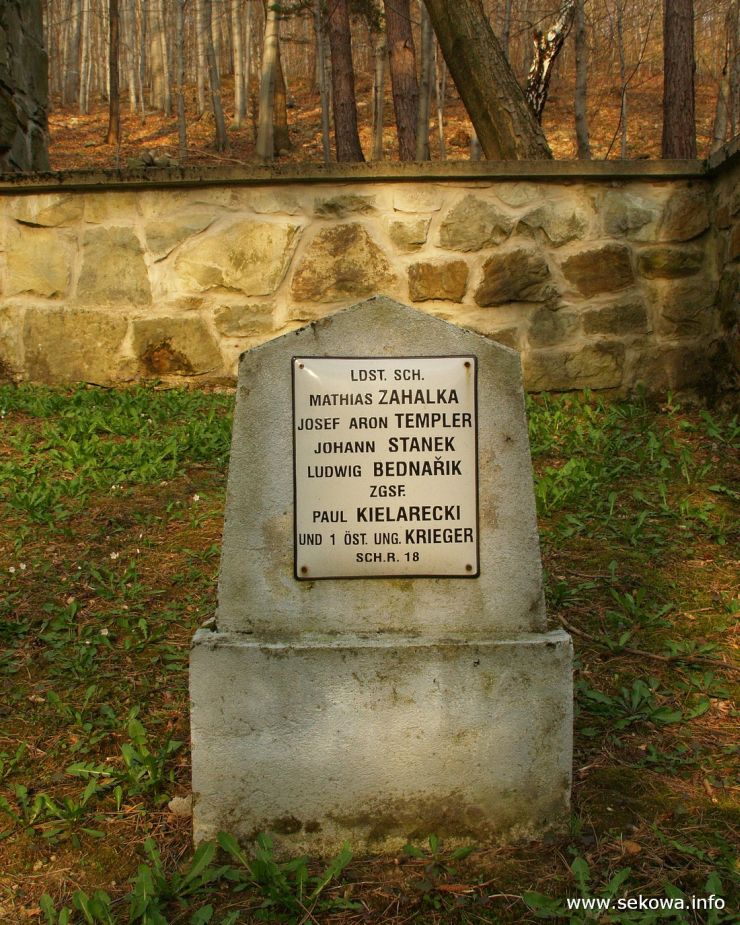 LDST. SCH.
MATHIAS ZAHALKA
JOSEF ARON TEMPLER
JOHANN STANEK
LUDWIG BEDNAŘIK
ZGSF.
PAUL KIELARECKI
UND 1 ÖST. UNG. KRIEGER
SCH.R. 18
www.sekowa.info